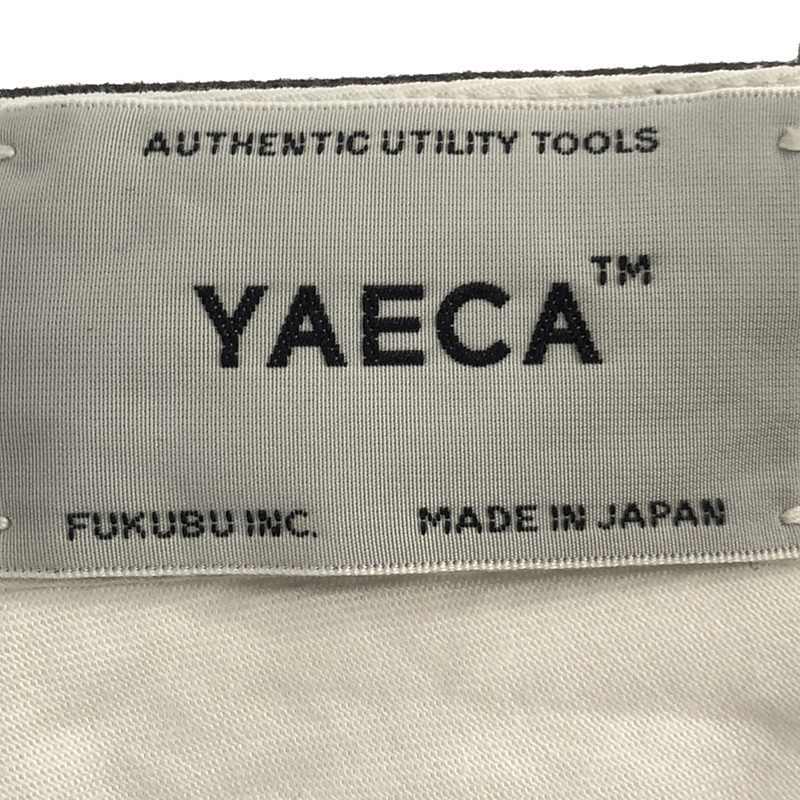 AUTHENTIC UTILITY TOOLS
YAECA™
FUKUBU INC. MADE IN JAPAN